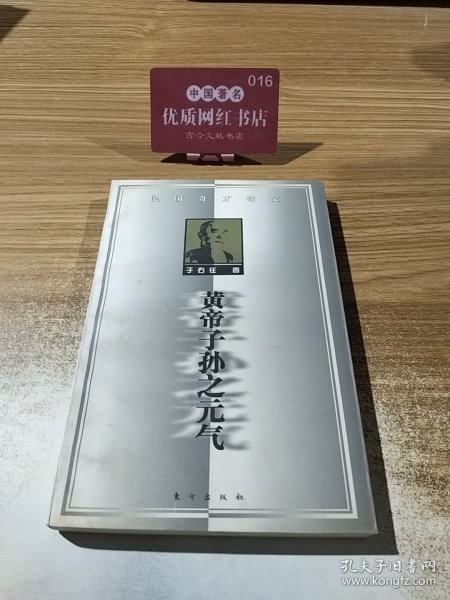 016
中国著名
优质网红书店
古今文献书店
民国奇才奇文
于右任 卷
黄帝子孙之元气
东方出版社
孔夫子旧书网
www.kongfz.com